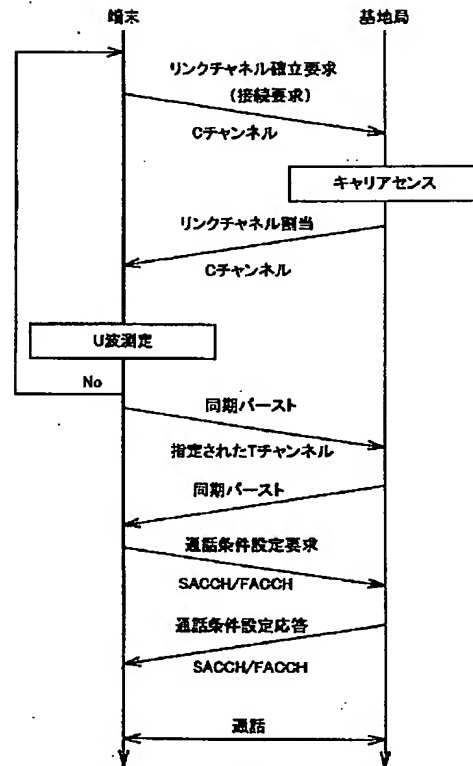 端末
基地局
リンクチャネル確立要求
(接続要求)
Cチャンネル
キャリアセンス
リンクチャネル割当
Cチャンネル
U波測定
No
同期バースト
指定されたTチャンネル
同期バースト
通話条件設定要求
SACCH/FACCH
通話条件設定応答
SACCH/FACCH
通話